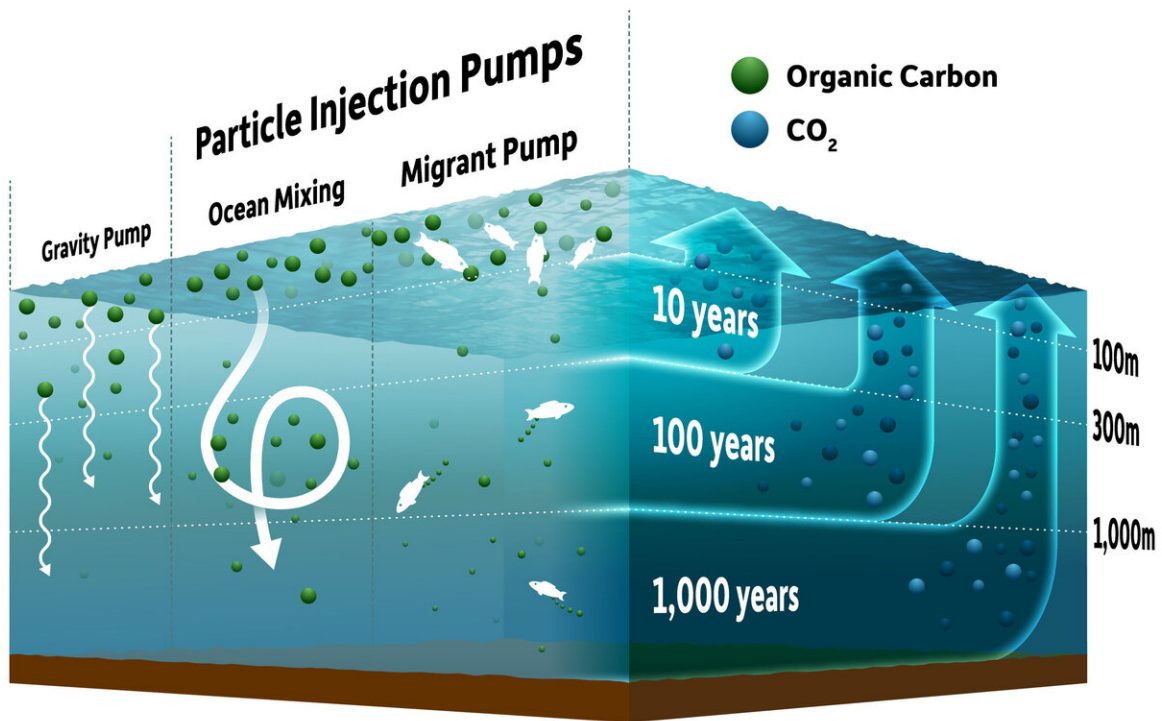 Particle Injection Pumps
Gravity Pump
Ocean Mixing
Migrant Pump
Organic Carbon
CO₂
10 years
100 years
1,000 years
100m
300m
1,000m